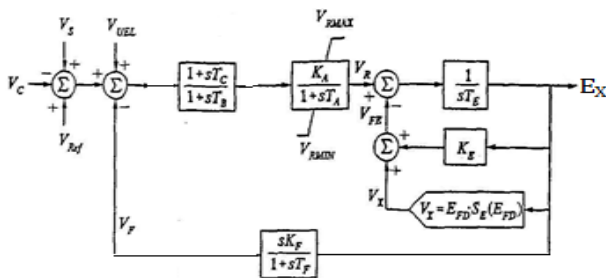 V_S V_UEL V_RMAX
V_C − + Σ + + + Σ − 1+sT_C / 1+sT_B K_A / 1+sT_A V_R + Σ − 1 / sT_E E_X
+ V_Ref V_RMIN V_FE
Σ + + K_E
V_X V_X = E_FD·S_E(E_FD)
V_F sK_F / 1+sT_F